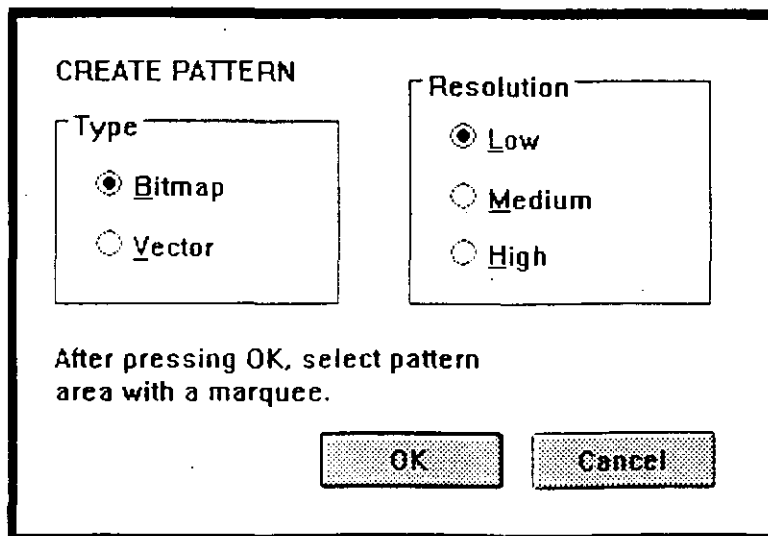 CREATE PATTERN
Type
Bitmap
Vector
Resolution
Low
Medium
High
After pressing OK, select pattern
area with a marquee.
OK
Cancel